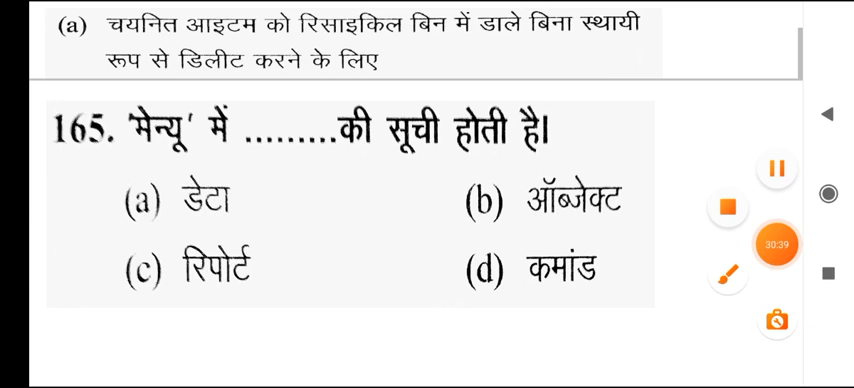 (a) चयनित आइटम को रिसाइकिल बिन में डाले बिना स्थायी
रूप से डिलीट करने के लिए
165. 'मेन्यू' में .........की सूची होती है।
(a) डेटा (b) ऑब्जेक्ट
(c) रिपोर्ट (d) कमांड
30:39